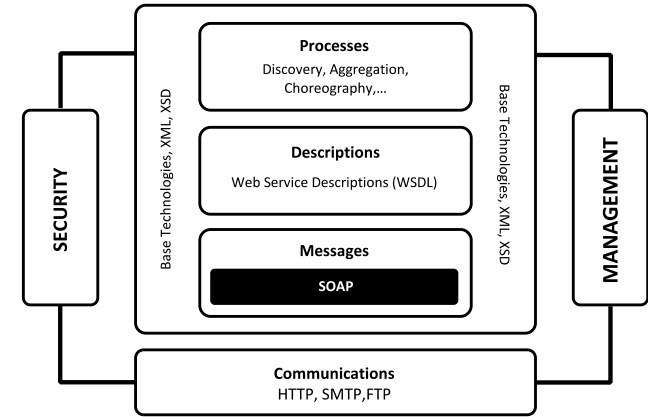 Processes
Discovery, Aggregation,
Choreography,...
Base Technologies, XML, XSD
Base Technologies, XML, XSD
Descriptions
Web Service Descriptions (WSDL)
SECURITY
MANAGEMENT
Messages
SOAP
Communications
HTTP, SMTP,FTP